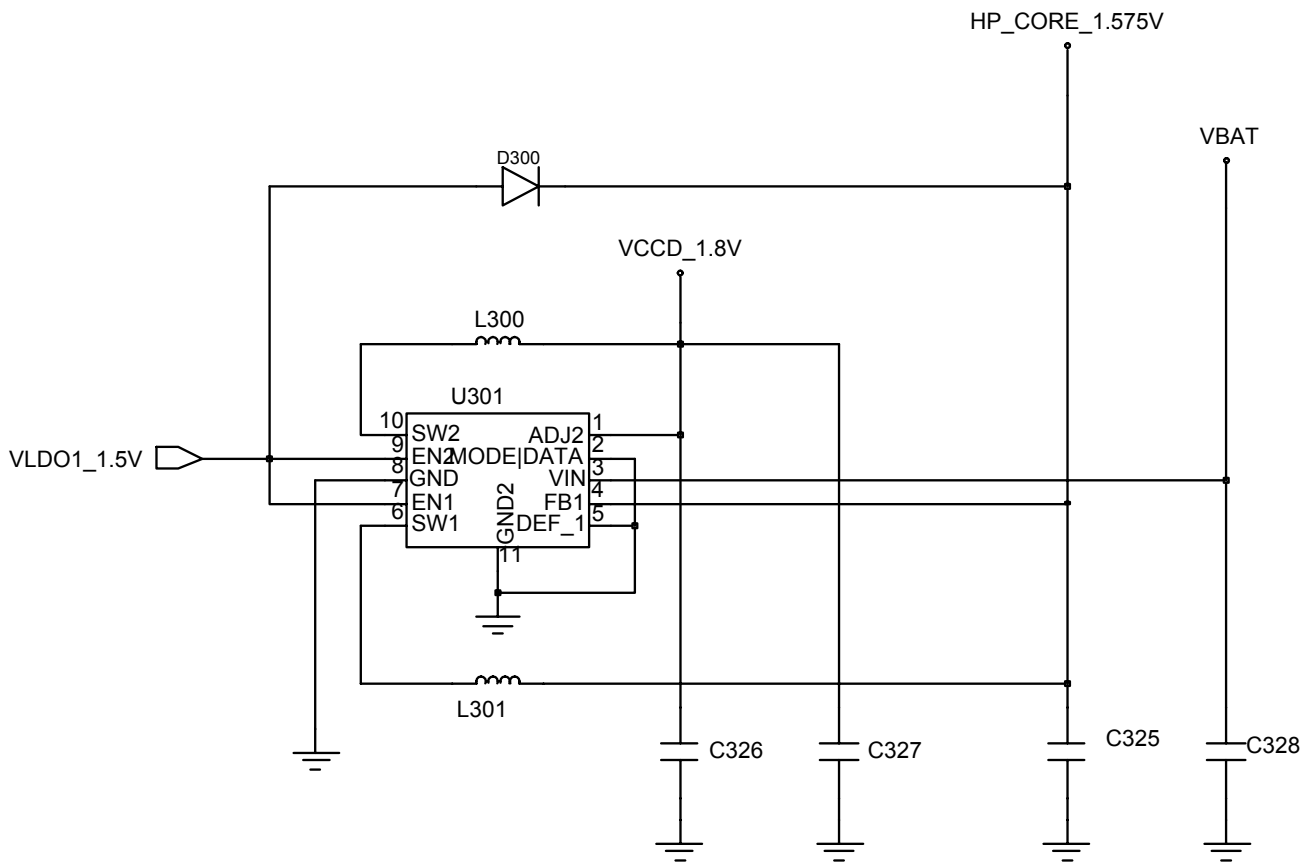 HP_CORE_1.575V
VBAT
D300
VCCD_1.8V
L300
U301
10 SW2 ADJ2 1
9 EN2 MODE|DATA 2
8 GND VIN 3
7 EN1 FB1 4
6 SW1 DEF_1 5
GND2
11
VLDO1_1.5V
L301
C326
C327
C325
C328